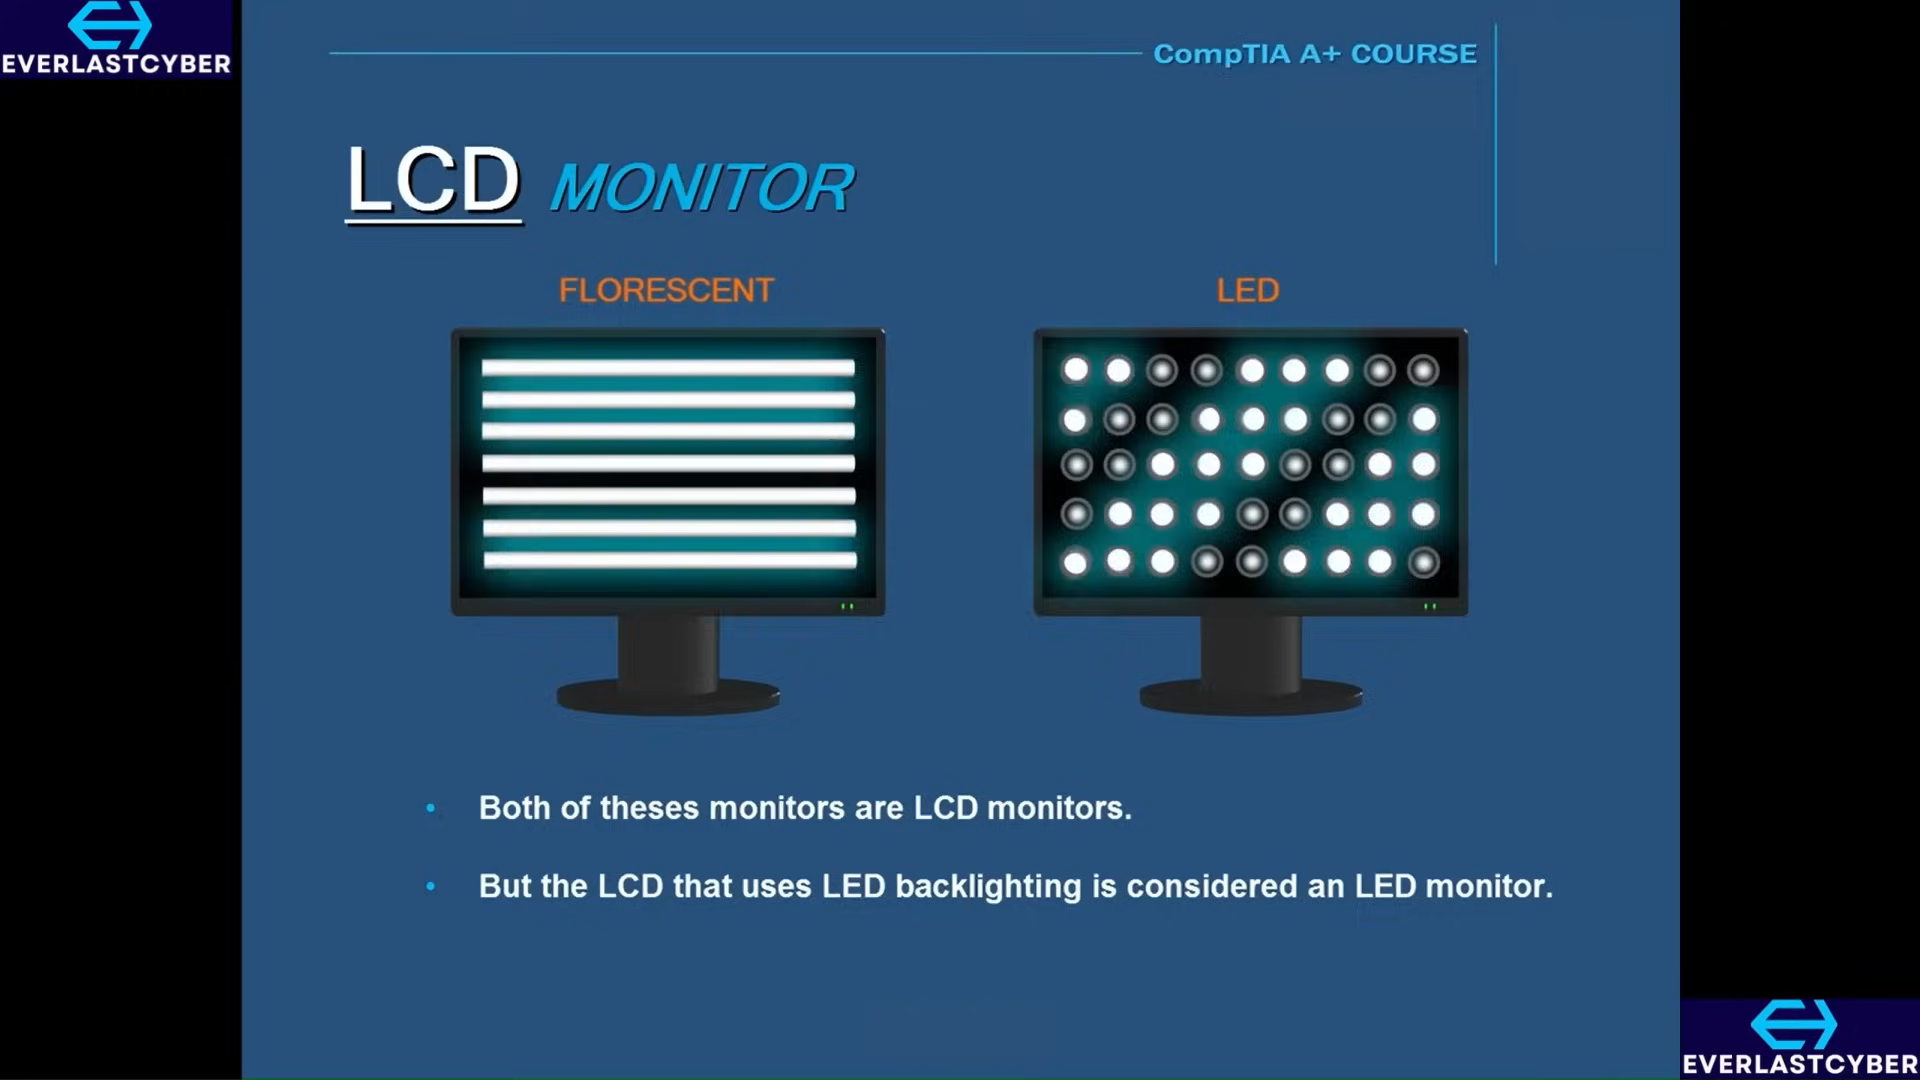 EVERLASTCYBER
CompTIA A+ COURSE
LCD MONITOR
FLORESCENT
LED
• Both of theses monitors are LCD monitors.
• But the LCD that uses LED backlighting is considered an LED monitor.
EVERLASTCYBER